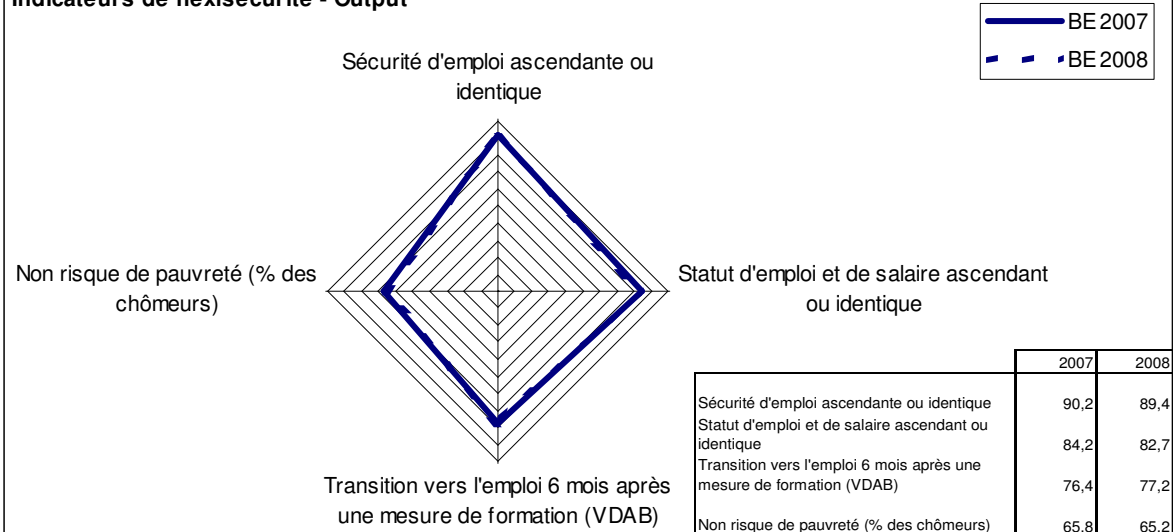 Indicateurs de flexisécurité - Output
BE 2007
BE 2008
Sécurité d'emploi ascendante ou
identique
Non risque de pauvreté (% des
chômeurs)
Statut d'emploi et de salaire ascendant
ou identique
Transition vers l'emploi 6 mois après
une mesure de formation (VDAB)
2007 2008
Sécurité d'emploi ascendante ou identique 90,2 89,4
Statut d'emploi et de salaire ascendant ou
identique 84,2 82,7
Transition vers l'emploi 6 mois après une
mesure de formation (VDAB) 76,4 77,2
Non risque de pauvreté (% des chômeurs) 65,8 65,2